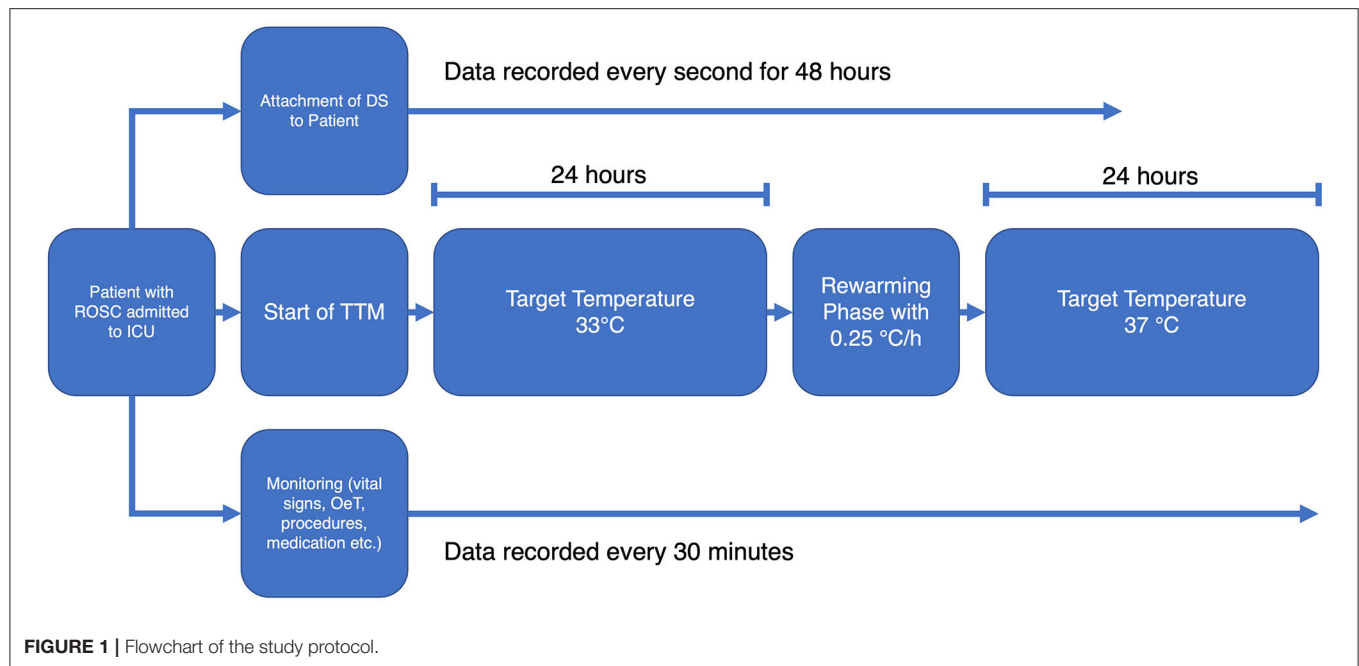 Attachment of DS
to Patient
Data recorded every second for 48 hours
24 hours
24 hours
Patient with
ROSC admitted
to ICU
Start of TTM
Target Temperature
33°C
Rewarming
Phase with
0.25 °C/h
Target Temperature
37 °C
Monitoring (vital
signs, OeT,
procedures,
medication etc.)
Data recorded every 30 minutes
FIGURE 1 | Flowchart of the study protocol.